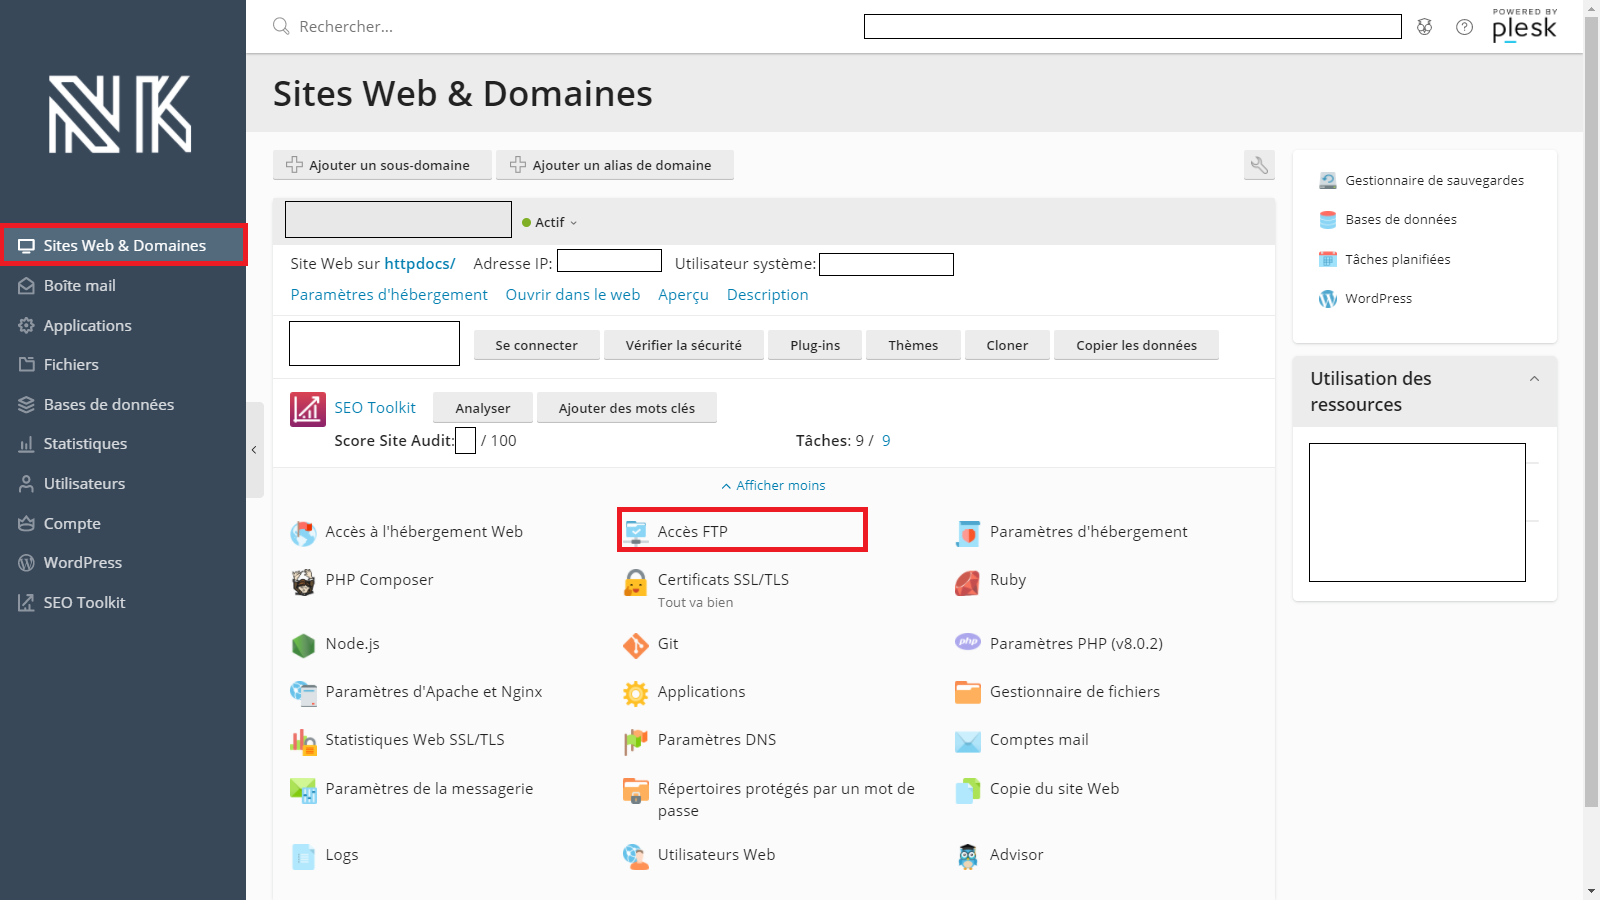 Rechercher...
POWERED BY
plesk
NK
Sites Web & Domaines
Boîte mail
Applications
Fichiers
Bases de données
Statistiques
Utilisateurs
Compte
WordPress
SEO Toolkit
Sites Web & Domaines
Ajouter un sous-domaine
Ajouter un alias de domaine
Actif
Site Web sur httpdocs/ Adresse IP: Utilisateur système:
Paramètres d'hébergement Ouvrir dans le web Aperçu Description
Se connecter Vérifier la sécurité Plug-ins Thèmes Cloner Copier les données
SEO Toolkit Analyser Ajouter des mots clés
Score Site Audit: / 100 Tâches: 9 / 9
Afficher moins
Accès à l'hébergement Web Accès FTP Paramètres d'hébergement
PHP Composer Certificats SSL/TLS Ruby
Tout va bien
Node.js Git php Paramètres PHP (v8.0.2)
Paramètres d'Apache et Nginx Applications Gestionnaire de fichiers
Statistiques Web SSL/TLS Paramètres DNS Comptes mail
Paramètres de la messagerie Répertoires protégés par un mot de Copie du site Web
passe
Logs Utilisateurs Web Advisor
Gestionnaire de sauvegardes
Bases de données
Tâches planifiées
WordPress
Utilisation des
ressources